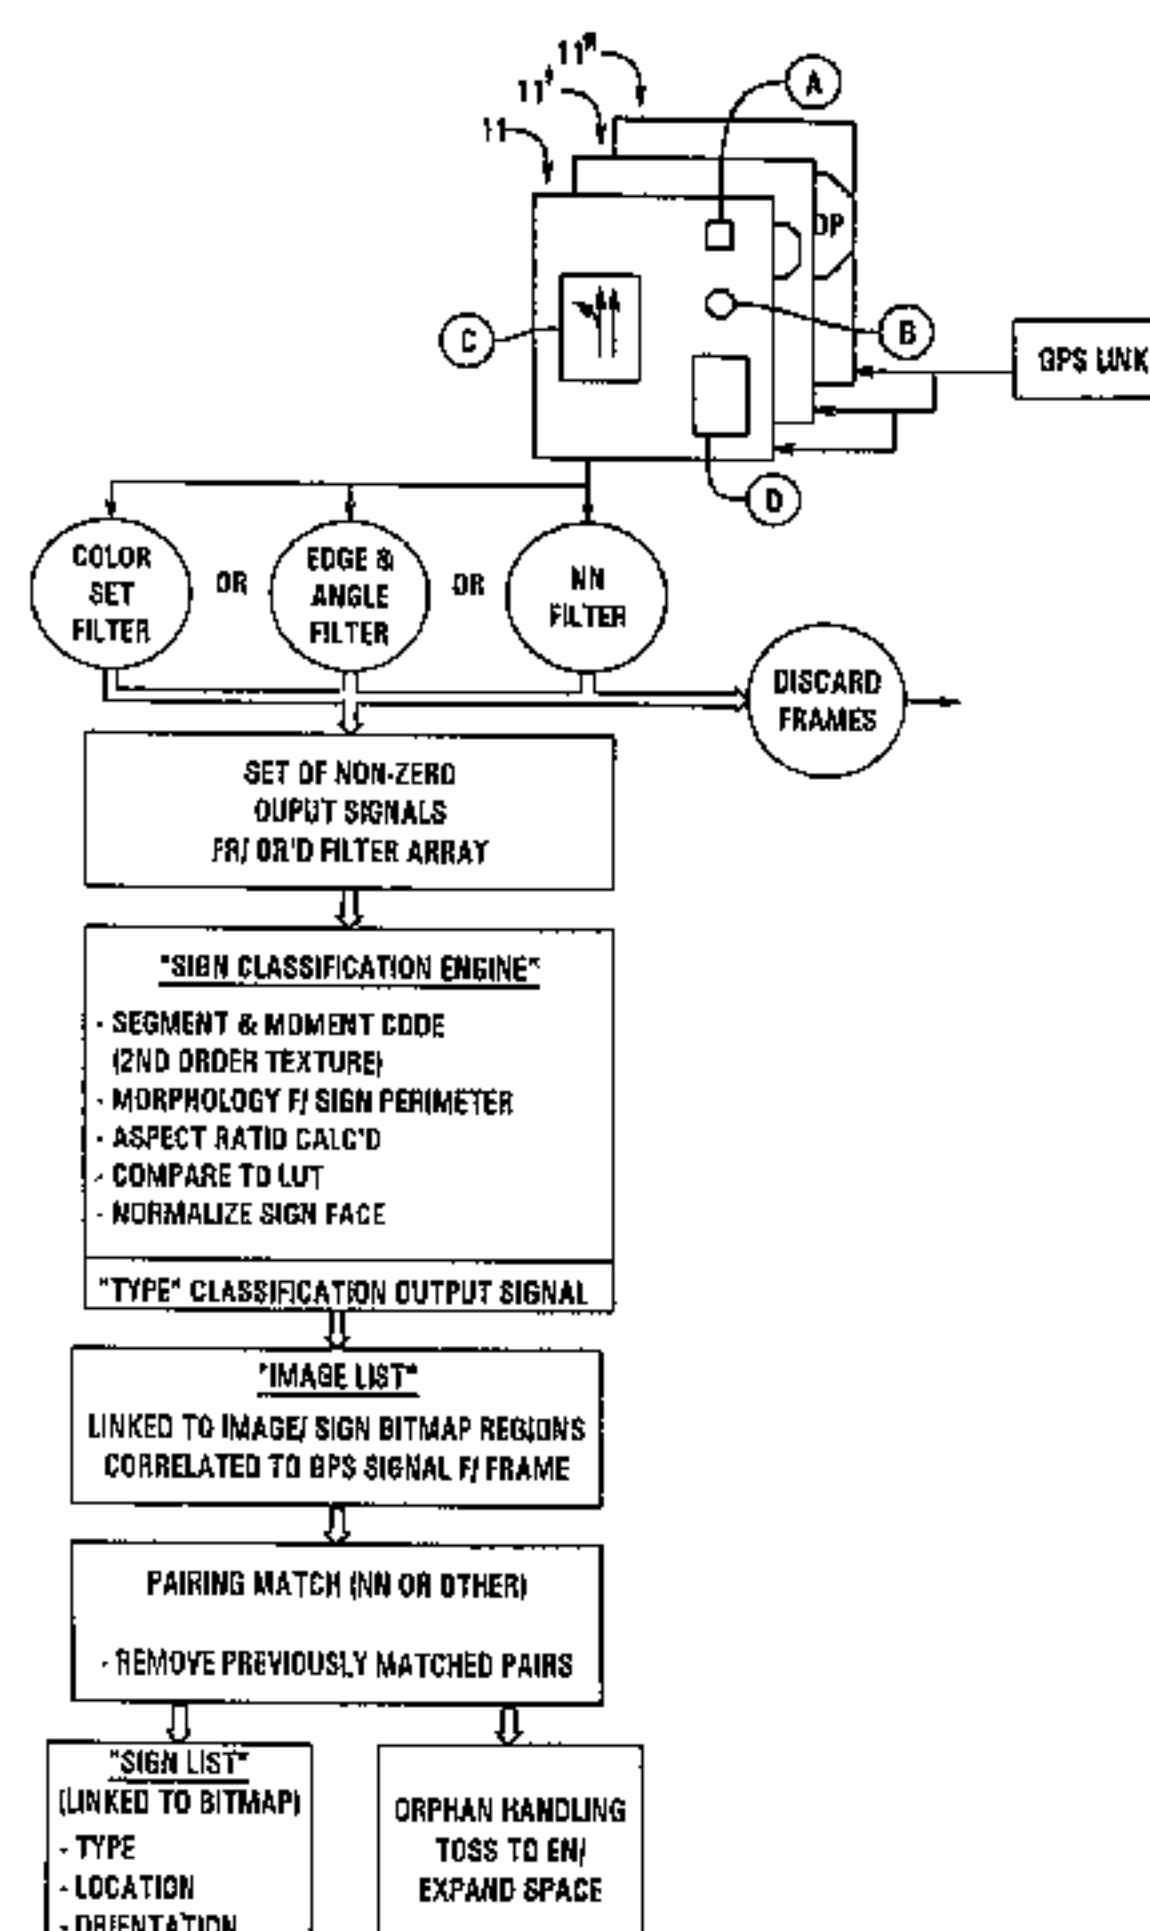 11"
11'
11
A
OP
C
B
GPS LINK
D
COLOR
SET
FILTER
OR
EDGE &
ANGLE
FILTER
OR
NN
FILTER
DISCARD
FRAMES
SET OF NON-ZERO
OUPUT SIGNALS
FR/ OR'D FILTER ARRAY
"SIGN CLASSIFICATION ENGINE"
- SEGMENT & MOMENT CODE
(2ND ORDER TEXTURE)
- MORPHOLOGY F/ SIGN PERIMETER
- ASPECT RATIO CALC'D
- COMPARE TO LUT
- NORMALIZE SIGN FACE
"TYPE" CLASSIFICATION OUTPUT SIGNAL
"IMAGE LIST"
LINKED TO IMAGE/ SIGN BITMAP REGIONS
CORRELATED TO GPS SIGNAL F/ FRAME
PAIRING MATCH (NN OR OTHER)
- REMOVE PREVIOUSLY MATCHED PAIRS
"SIGN LIST"
(LINKED TO BITMAP)
- TYPE
- LOCATION
- ORIENTATION
ORPHAN HANDLING
TOSS TO EN/
EXPAND SPACE